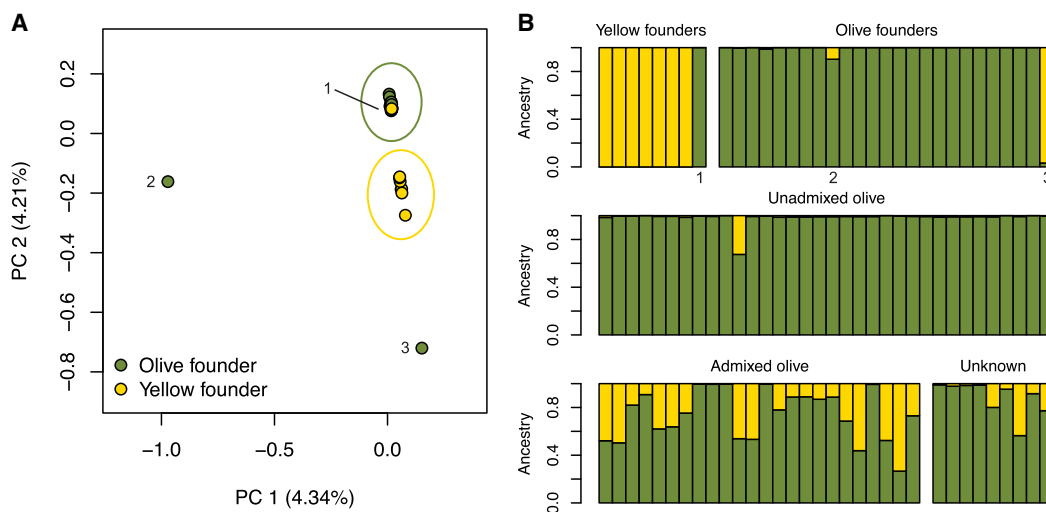 A
0.2
0.0
−0.2
−0.4
−0.6
−0.8
PC 2 (4.21%)
1
2
3
Olive founder
Yellow founder
−1.0
−0.5
0.0
PC 1 (4.34%)
B
Yellow founders
Olive founders
Ancestry
0.8
0.4
0.0
1
2
3
Unadmixed olive
Ancestry
0.8
0.4
0.0
Admixed olive
Unknown
Ancestry
0.8
0.4
0.0